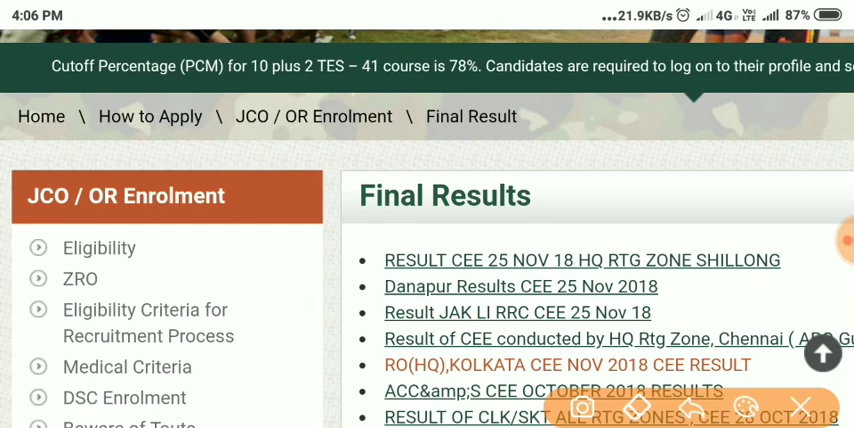 4:06 PM
...21.9KB/s 4G VoLTE 87%
Cutoff Percentage (PCM) for 10 plus 2 TES – 41 course is 78%. Candidates are required to log on to their profile and
Home \ How to Apply \ JCO / OR Enrolment \ Final Result
JCO / OR Enrolment
Eligibility
ZRO
Eligibility Criteria for
Recruitment Process
Medical Criteria
DSC Enrolment
Beware of Touts
Final Results
RESULT CEE 25 NOV 18 HQ RTG ZONE SHILLONG
Danapur Results CEE 25 Nov 2018
Result JAK LI RRC CEE 25 Nov 18
Result of CEE conducted by HQ Rtg Zone, Chennai (
RO(HQ),KOLKATA CEE NOV 2018 CEE RESULT
ACC&amp;S CEE OCTOBER 2018 RESULTS
RESULT OF CLK/SKT ALL RTG ZONES , CEE 28 OCT 2018